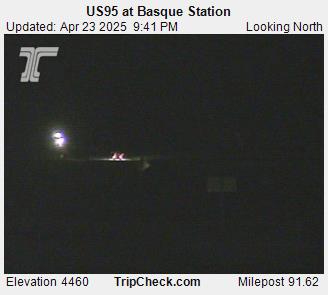 US95 at Basque Station
Updated: Apr 23 2025 9:41 PM Looking North
Elevation 4460 TripCheck.com Milepost 91.62